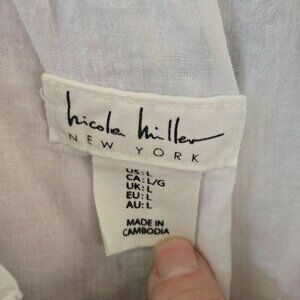 Nicole Miller
NEW YORK
US: L
CA: L/G
UK: L
EU: L
AU: L
MADE IN
CAMBODIA